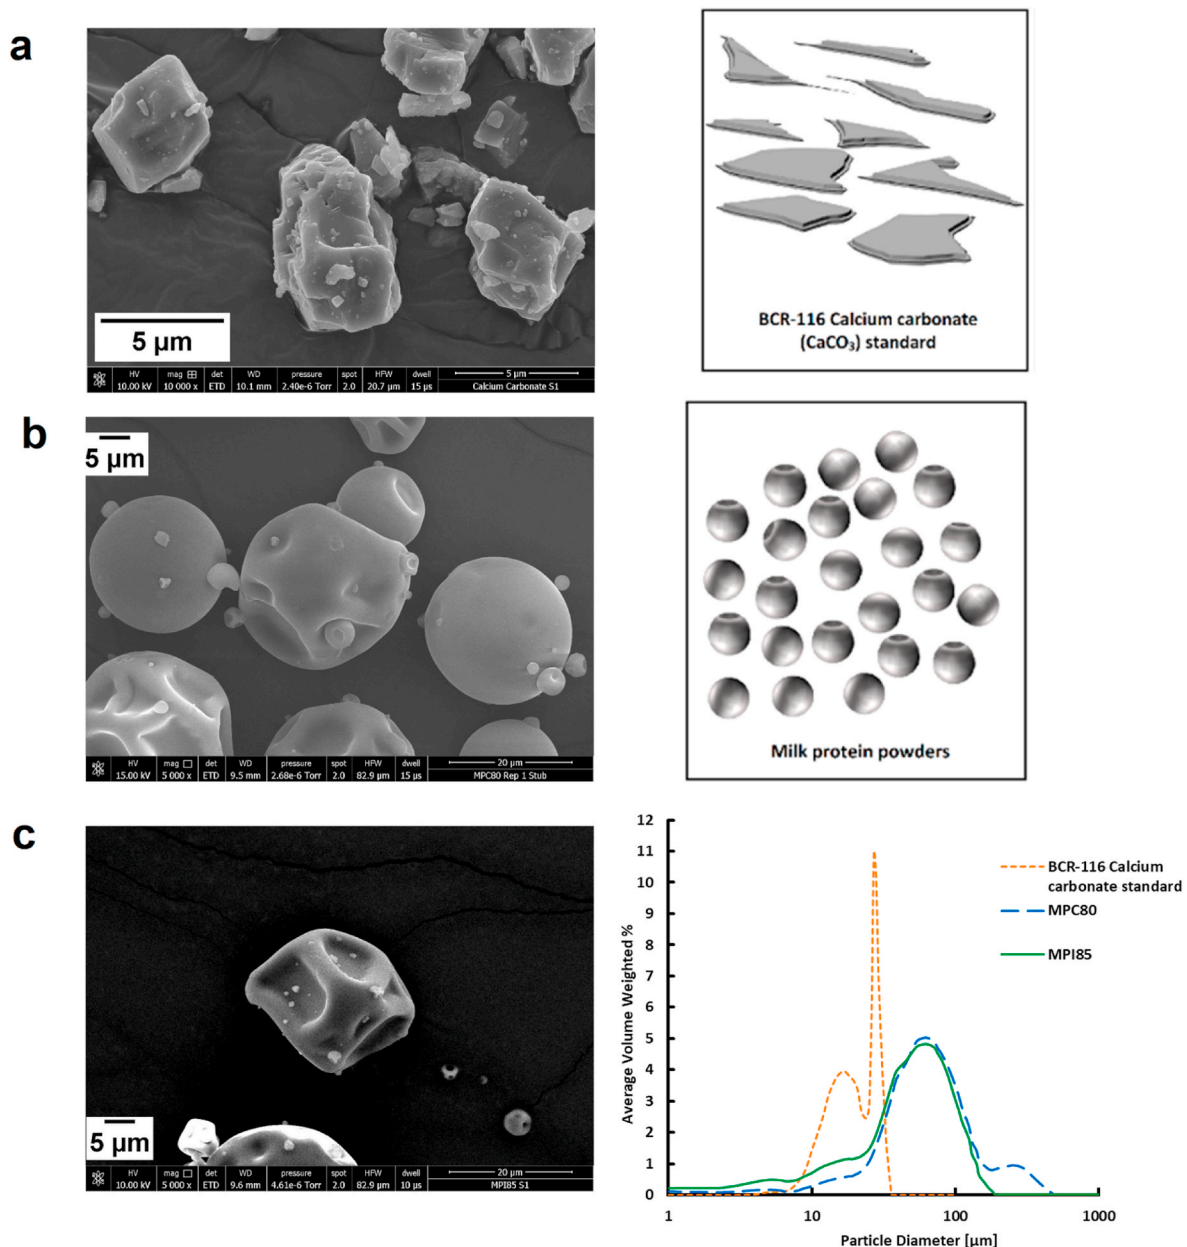 a
5 µm
HV mag det WD pressure spot HFW dwell 5 µm
10.00 kV 10 000 x ETD 10.1 mm 2.40e-6 Torr 2.0 20.7 µm 15 µs Calcium Carbonate S1
BCR-116 Calcium carbonate
(CaCO₃) standard
b
5 µm
HV mag det WD pressure spot HFW dwell 20 µm
15.00 kV 5 000 x ETD 9.5 mm 2.68e-6 Torr 2.0 82.9 µm 15 µs MPC80 Rep 1 Stub
Milk protein powders
c
5 µm
HV mag det WD pressure spot HFW dwell 20 µm
10.00 kV 5 000 x ETD 9.6 mm 4.61e-6 Torr 2.0 82.9 µm 10 µs MPI85 S1
Average Volume Weighted %
12
11
10
9
8
7
6
5
4
3
2
1
0
1 10 100 1000
Particle Diameter [µm]
BCR-116 Calcium
carbonate standard
MPC80
MPI85